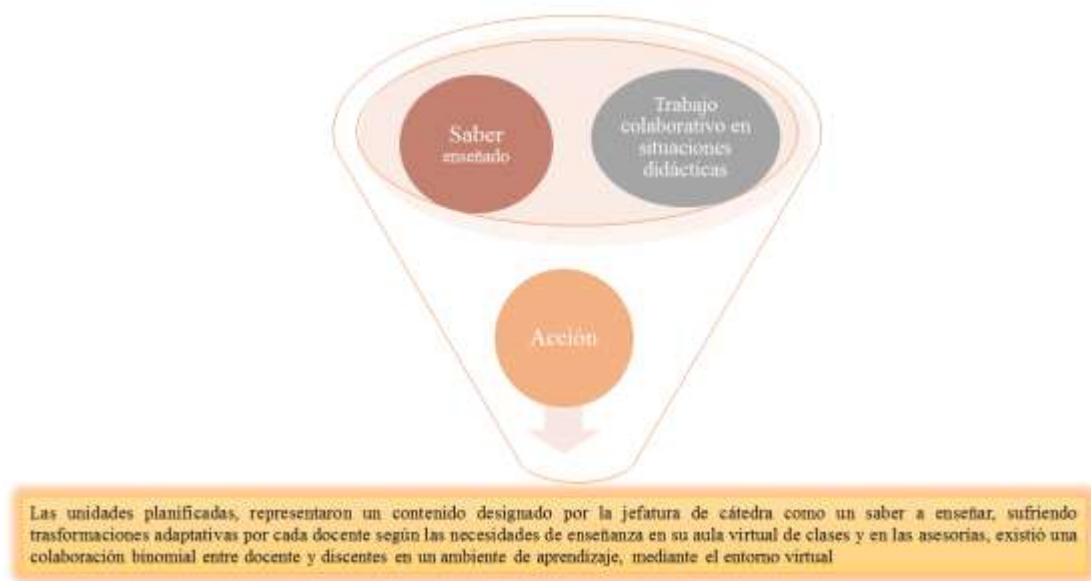 Saber
enseñado
Trabajo
colaborativo en
situaciones
didácticas
Acción
Las unidades planificadas, representaron un contenido designado por la jefatura de cátedra como un saber a enseñar, sufriendo
trasformaciones adaptativas por cada docente según las necesidades de enseñanza en su aula virtual de clases y en las asesorías, existió una
colaboración binomial entre docente y discentes en un ambiente de aprendizaje, mediante el entorno virtual